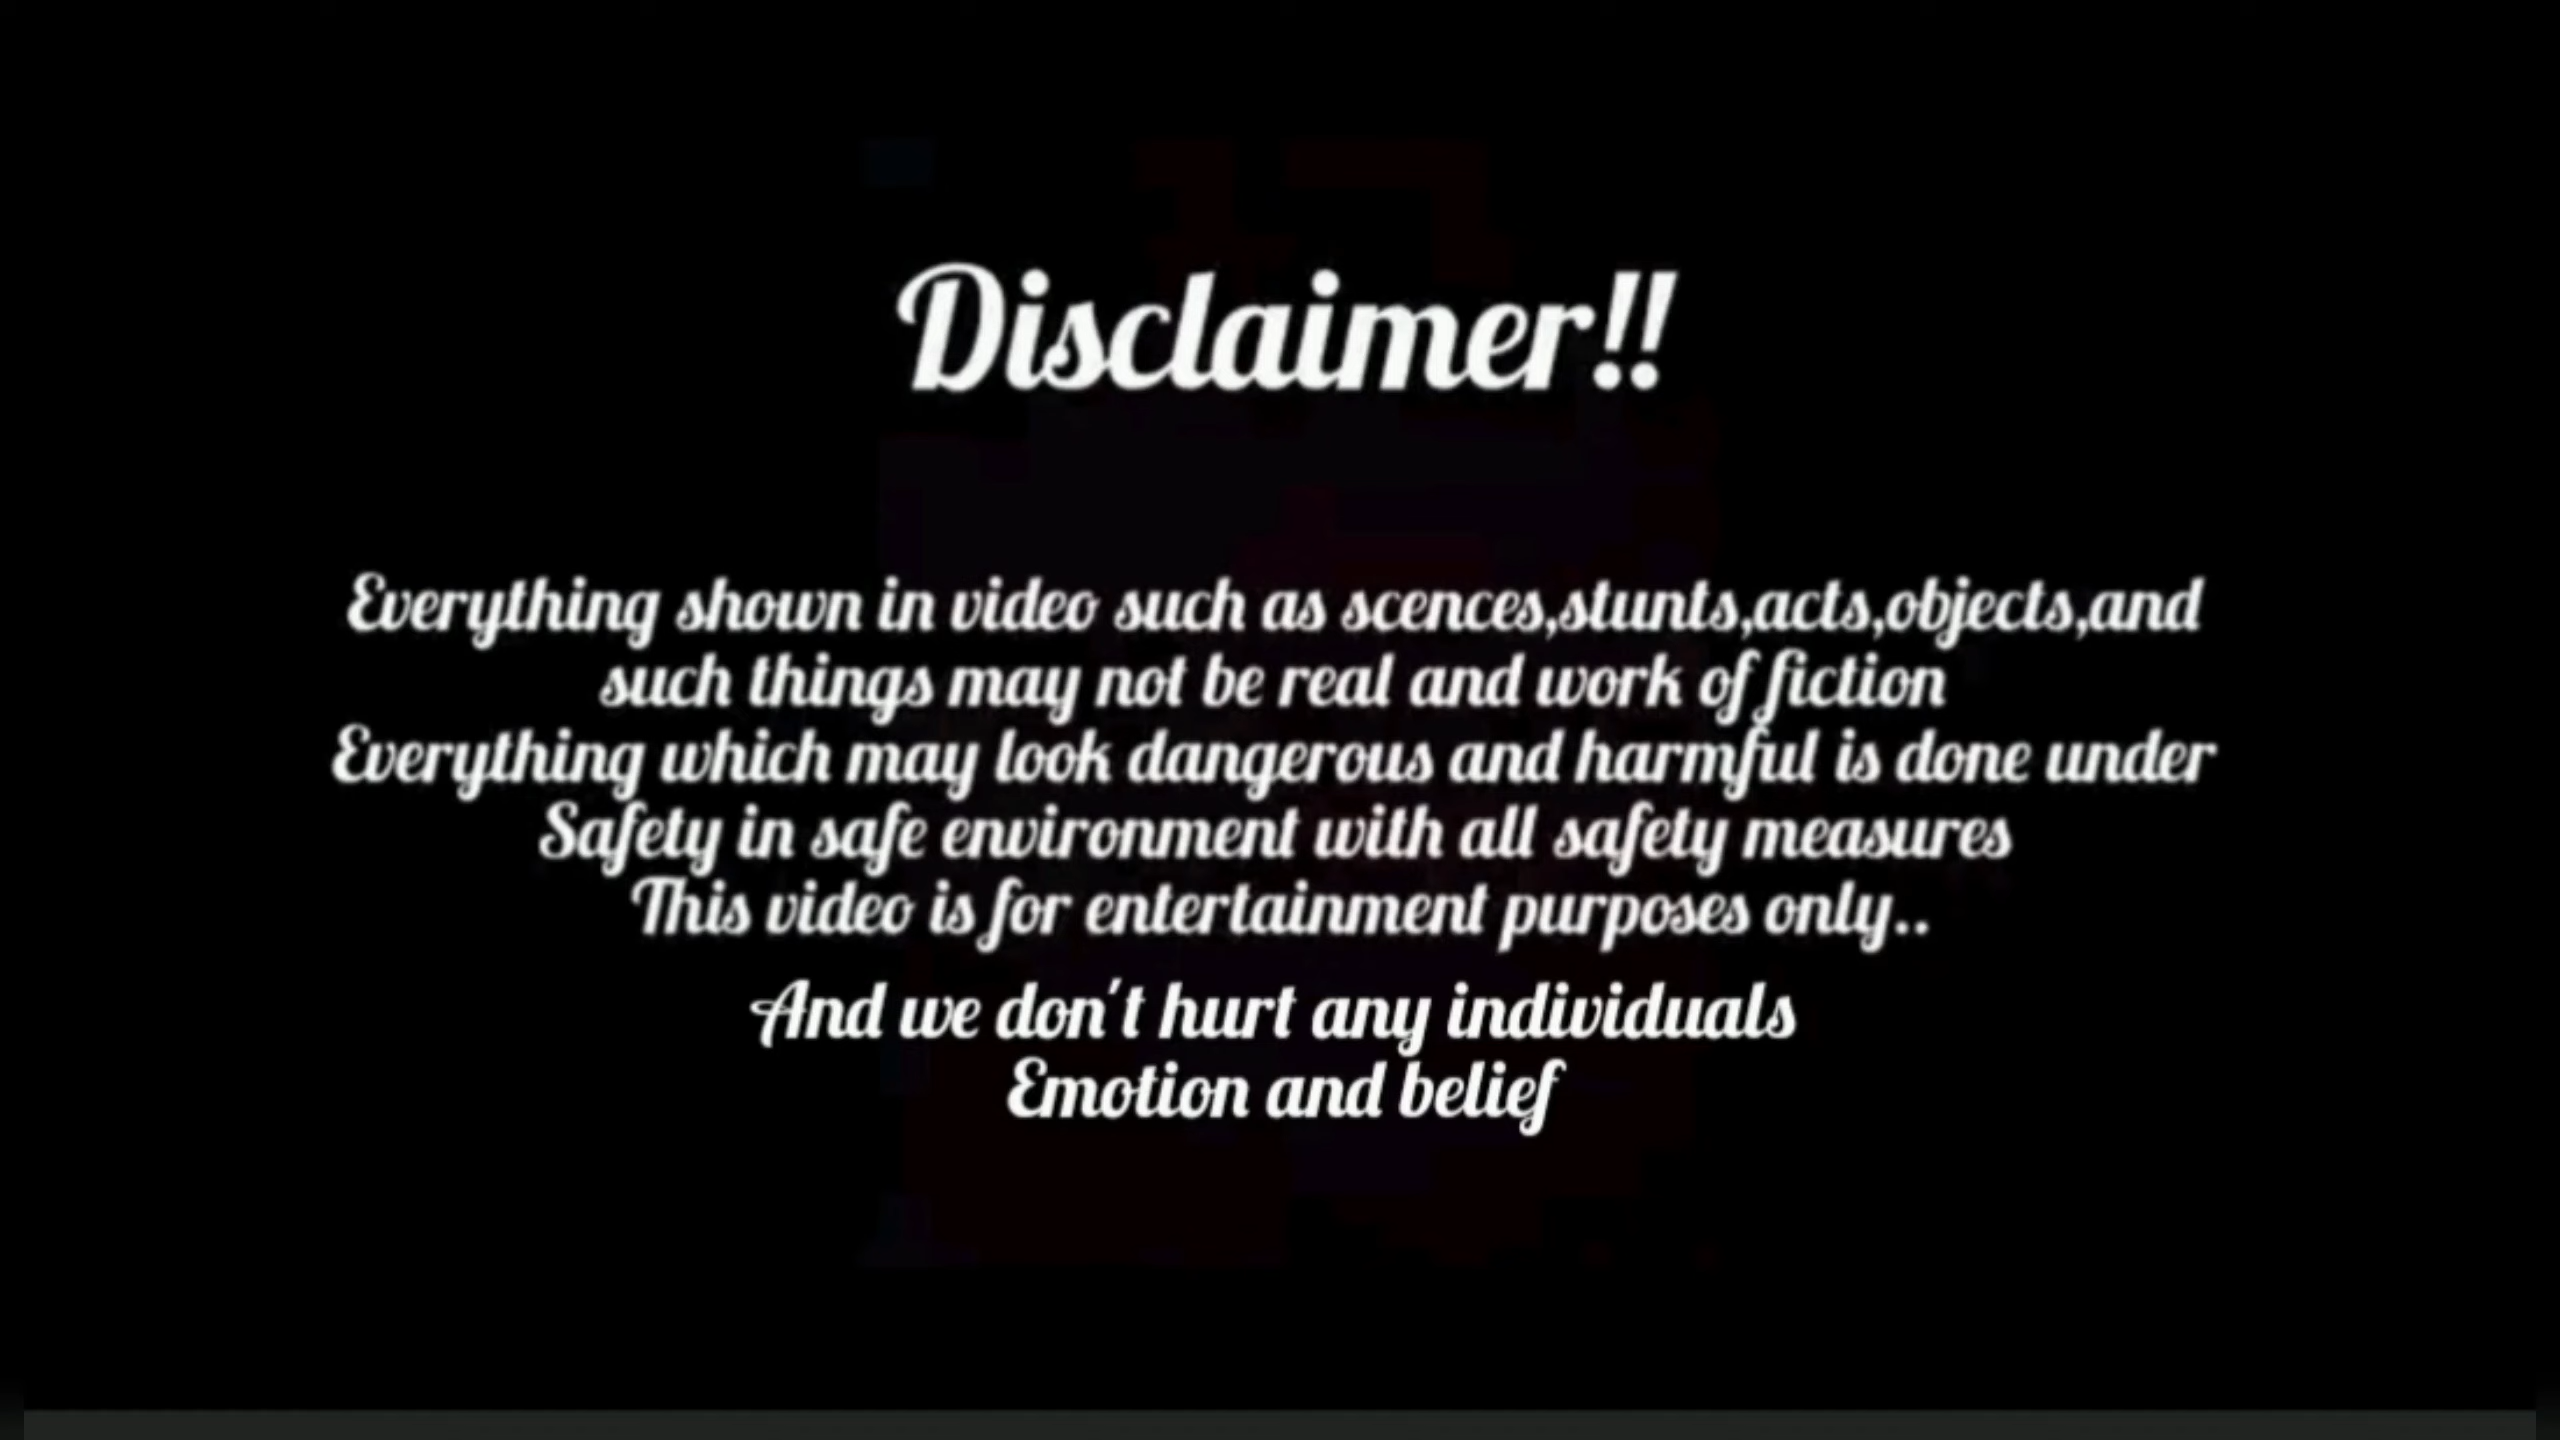 Disclaimer!!
Everything shown in video such as scences,stunts,acts,objects,and
such things may not be real and work of fiction
Everything which may look dangerous and harmful is done under
Safety in safe environment with all safety measures
This video is for entertainment purposes only..
And we don't hurt any individuals
Emotion and belief